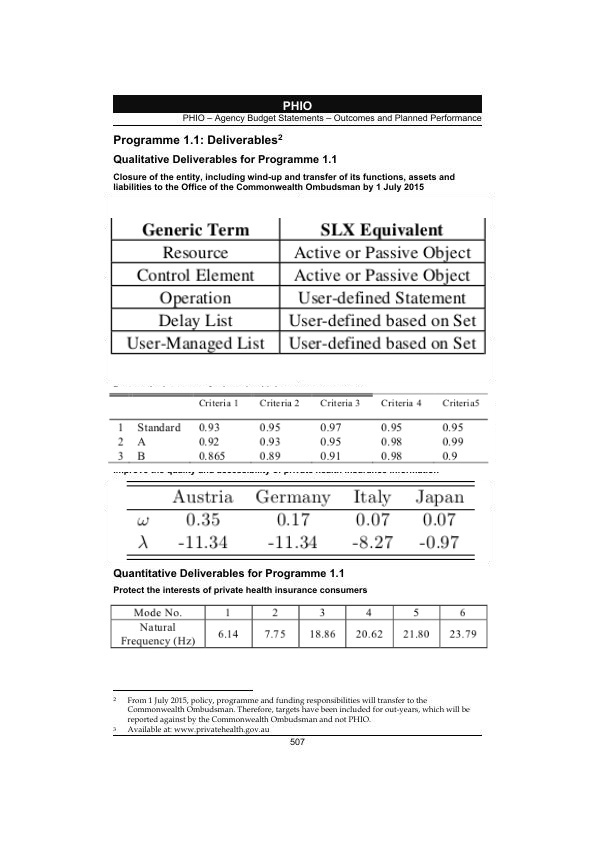 PHIO
PHIO – Agency Budget Statements – Outcomes and Planned Performance
Programme 1.1: Deliverables2
Qualitative Deliverables for Programme 1.1
Closure of the entity, including wind-up and transfer of its functions, assets and
liabilities to the Office of the Commonwealth Ombudsman by 1 July 2015
Generic Term SLX Equivalent
Resource Active or Passive Object
Control Element Active or Passive Object
Operation User-defined Statement
Delay List User-defined based on Set
User-Managed List User-defined based on Set
Criteria 1 Criteria 2 Criteria 3 Criteria 4 Criteria5
1 Standard 0.93 0.95 0.97 0.95 0.95
2 A 0.92 0.93 0.95 0.98 0.99
3 B 0.865 0.89 0.91 0.98 0.9
improve the quality and accessibility of private health insurance information
Austria Germany Italy Japan
ω 0.35 0.17 0.07 0.07
λ -11.34 -11.34 -8.27 -0.97
Quantitative Deliverables for Programme 1.1
Protect the interests of private health insurance consumers
Mode No. 1 2 3 4 5 6
Natural
Frequency (Hz) 6.14 7.75 18.86 20.62 21.80 23.79
2 From 1 July 2015, policy, programme and funding responsibilities will transfer to the
Commonwealth Ombudsman. Therefore, targets have been included for out-years, which will be
reported against by the Commonwealth Ombudsman and not PHIO.
3 Available at: www.privatehealth.gov.au
507